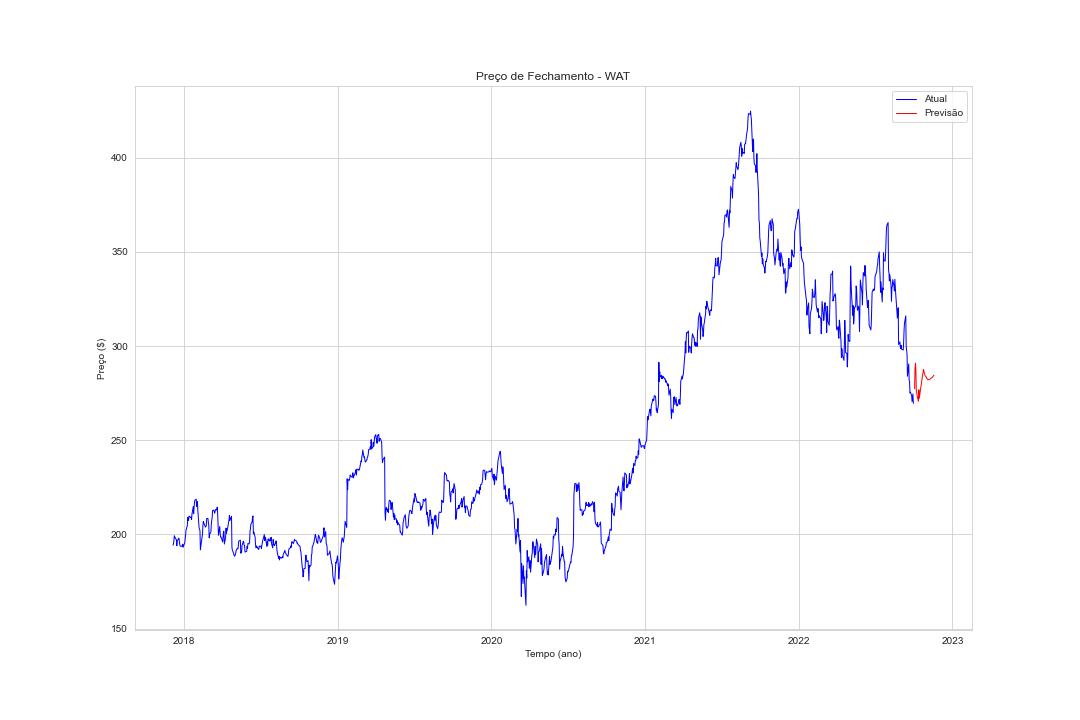 Preço de Fechamento - WAT
Atual
Previsão
400
350
300
250
200
150
Preço ($)
2018 2019 2020 2021 2022 2023
Tempo (ano)